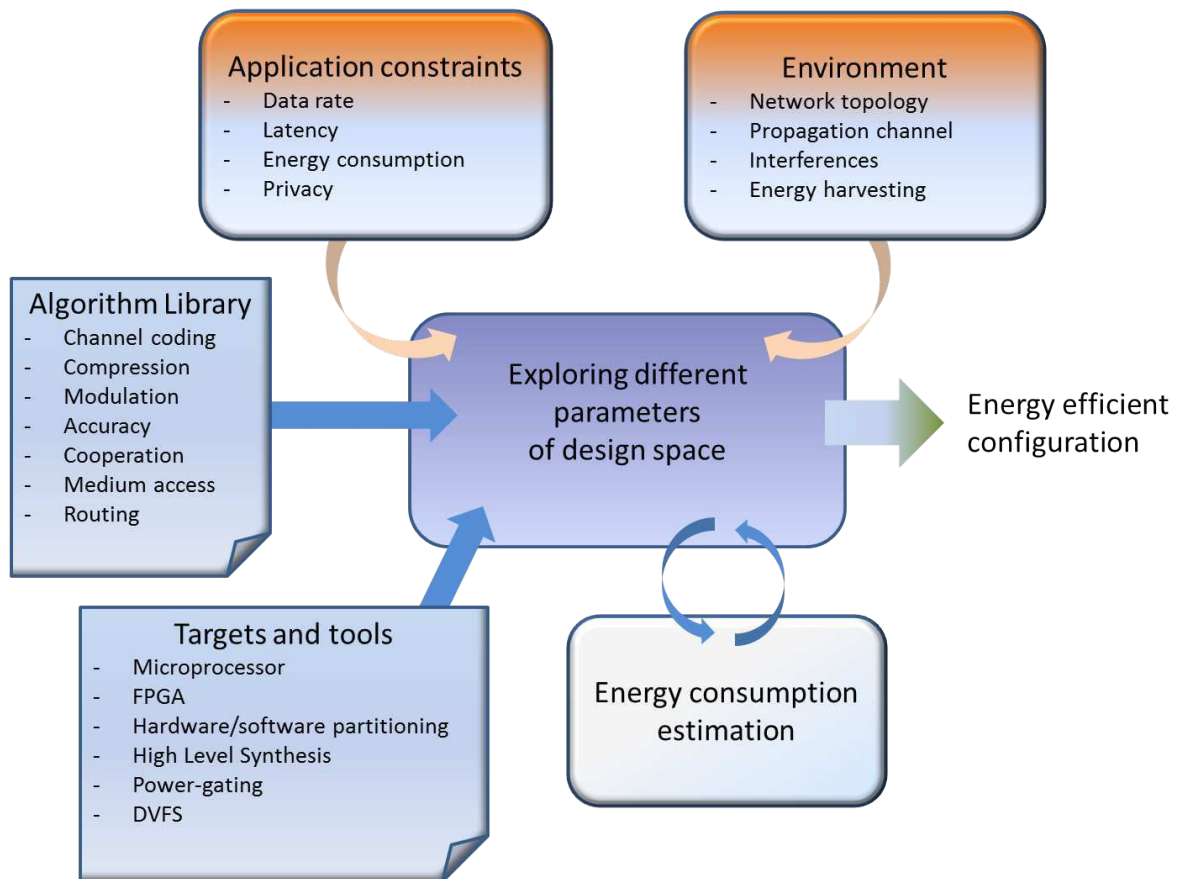 Application constraints
- Data rate
- Latency
- Energy consumption
- Privacy
Environment
- Network topology
- Propagation channel
- Interferences
- Energy harvesting
Algorithm Library
- Channel coding
- Compression
- Modulation
- Accuracy
- Cooperation
- Medium access
- Routing
Exploring different
parameters
of design space
Energy efficient
configuration
Targets and tools
- Microprocessor
- FPGA
- Hardware/software partitioning
- High Level Synthesis
- Power-gating
- DVFS
Energy consumption
estimation